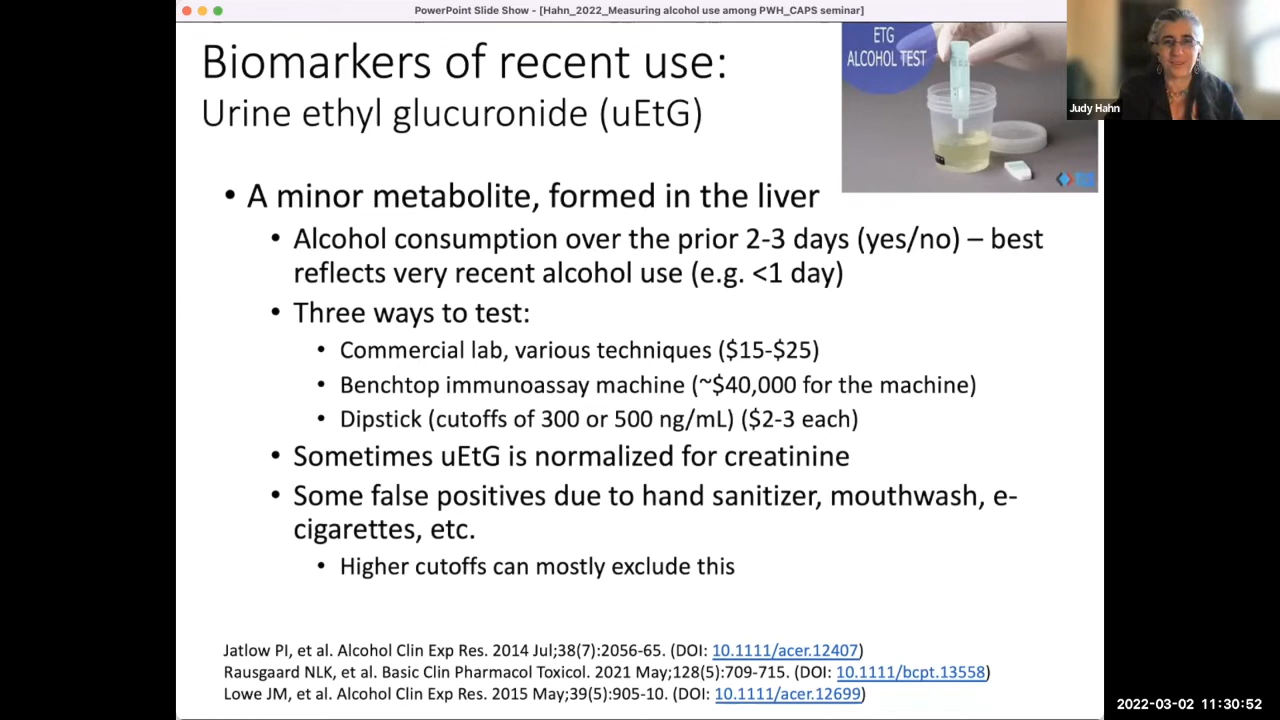 PowerPoint Slide Show - [Hahn_2022_Measuring alcohol use among PWH_CAPS seminar]
Biomarkers of recent use:
Urine ethyl glucuronide (uEtG)
ETG
ALCOHOL TEST
Judy Hahn
• A minor metabolite, formed in the liver
• Alcohol consumption over the prior 2-3 days (yes/no) – best
reflects very recent alcohol use (e.g. <1 day)
• Three ways to test:
• Commercial lab, various techniques ($15-$25)
• Benchtop immunoassay machine (~$40,000 for the machine)
• Dipstick (cutoffs of 300 or 500 ng/mL) ($2-3 each)
• Sometimes uEtG is normalized for creatinine
• Some false positives due to hand sanitizer, mouthwash, e-
cigarettes, etc.
• Higher cutoffs can mostly exclude this
Jatlow PI, et al. Alcohol Clin Exp Res. 2014 Jul;38(7):2056-65. (DOI: 10.1111/acer.12407)
Rausgaard NLK, et al. Basic Clin Pharmacol Toxicol. 2021 May;128(5):709-715. (DOI: 10.1111/bcpt.13558)
Lowe JM, et al. Alcohol Clin Exp Res. 2015 May;39(5):905-10. (DOI: 10.1111/acer.12699)
2022-03-02 11:30:52